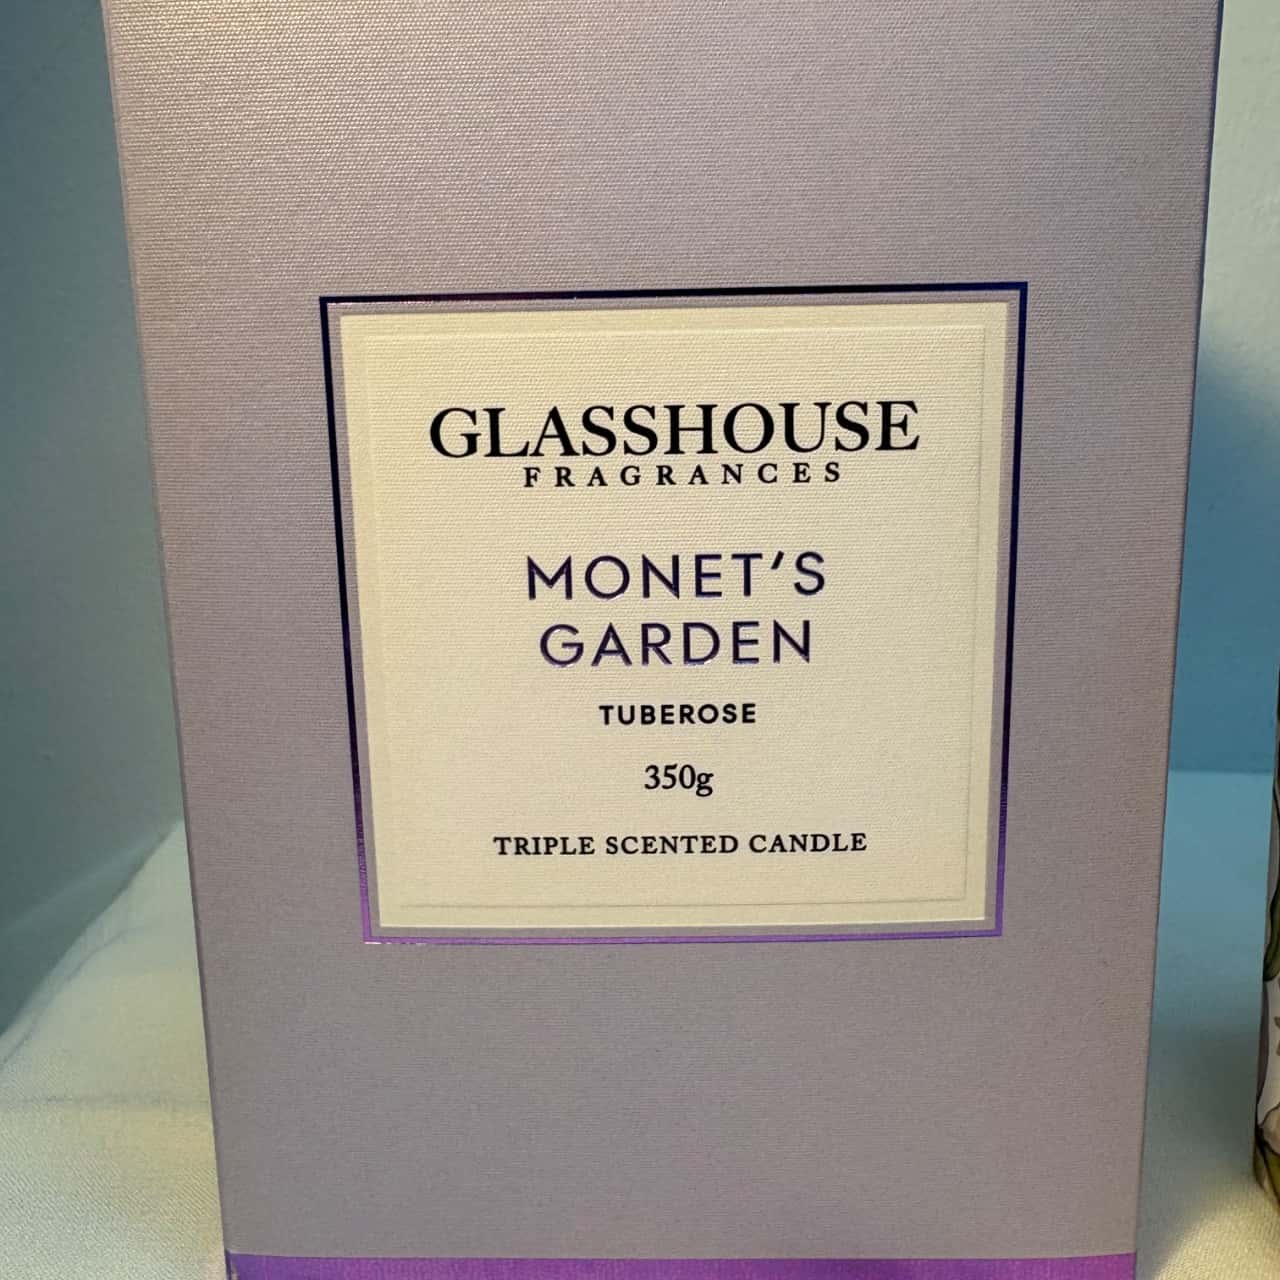 GLASSHOUSE
FRAGRANCES
MONET'S
GARDEN
TUBEROSE
350g
TRIPLE SCENTED CANDLE